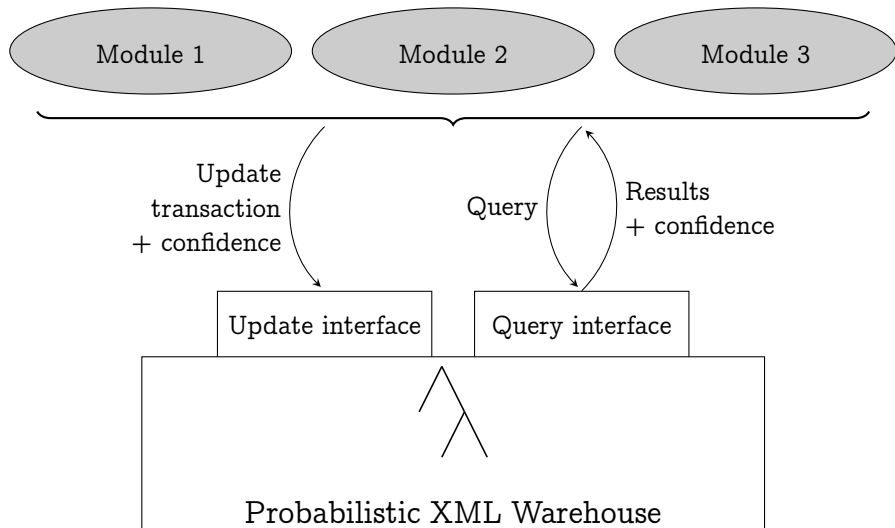 Module 1
Module 2
Module 3
Update
transaction
+ confidence
Query
Results
+ confidence
Update interface
Query interface
Probabilistic XML Warehouse